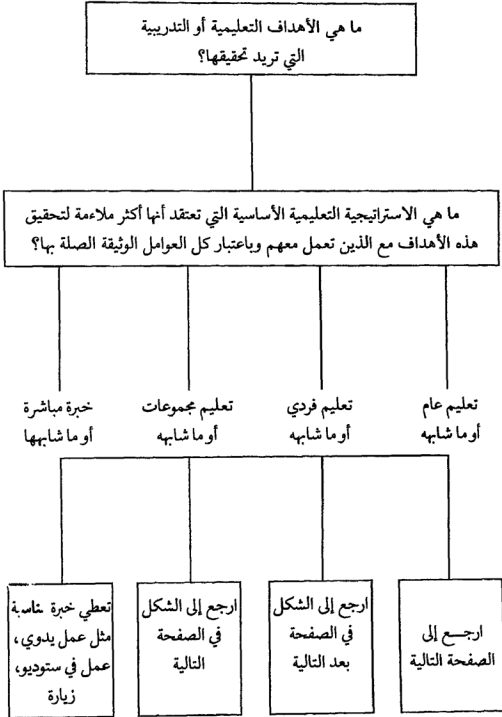 ما هي الأهداف التعليمية أو التدريبية
التي تريد تحقيقها؟
ما هي الاستراتيجية التعليمية الأساسية التي تعتقد أنها أكثر ملاءمة لتحقيق
هذه الأهداف مع الذين تعمل معهم وباعتبار كل العوامل الوثيقة الصلة بها؟
تعليم عام
أو ما شابهه
تعليم فردي
أو ما شابهه
تعليم مجموعات
أو ما شابهه
خبرة مباشرة
أو ما شابهها
ارجع إلى
الصفحة التالية
ارجع إلى الشكل
في الصفحة
بعد التالية
ارجع إلى الشكل
في الصفحة
التالية
تعطي خبرة مناسبة
مثل عمل يدوي،
عمل في ستوديو،
زيارة